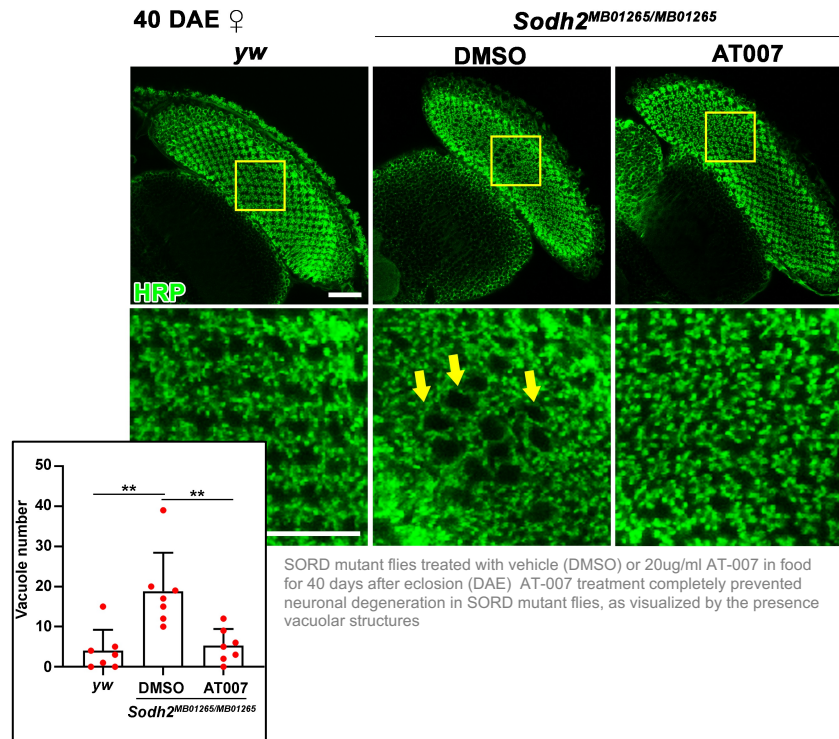 40 DAE ♀
Sodh2MB01265/MB01265
yw
DMSO
AT007
HRP
50
40
30
20
10
0
Vacuole number
**
**
yw
DMSO
AT007
Sodh2MB01265/MB01265
SORD mutant flies treated with vehicle (DMSO) or 20ug/ml AT-007 in food
for 40 days after eclosion (DAE) AT-007 treatment completely prevented
neuronal degeneration in SORD mutant flies, as visualized by the presence
vacuolar structures